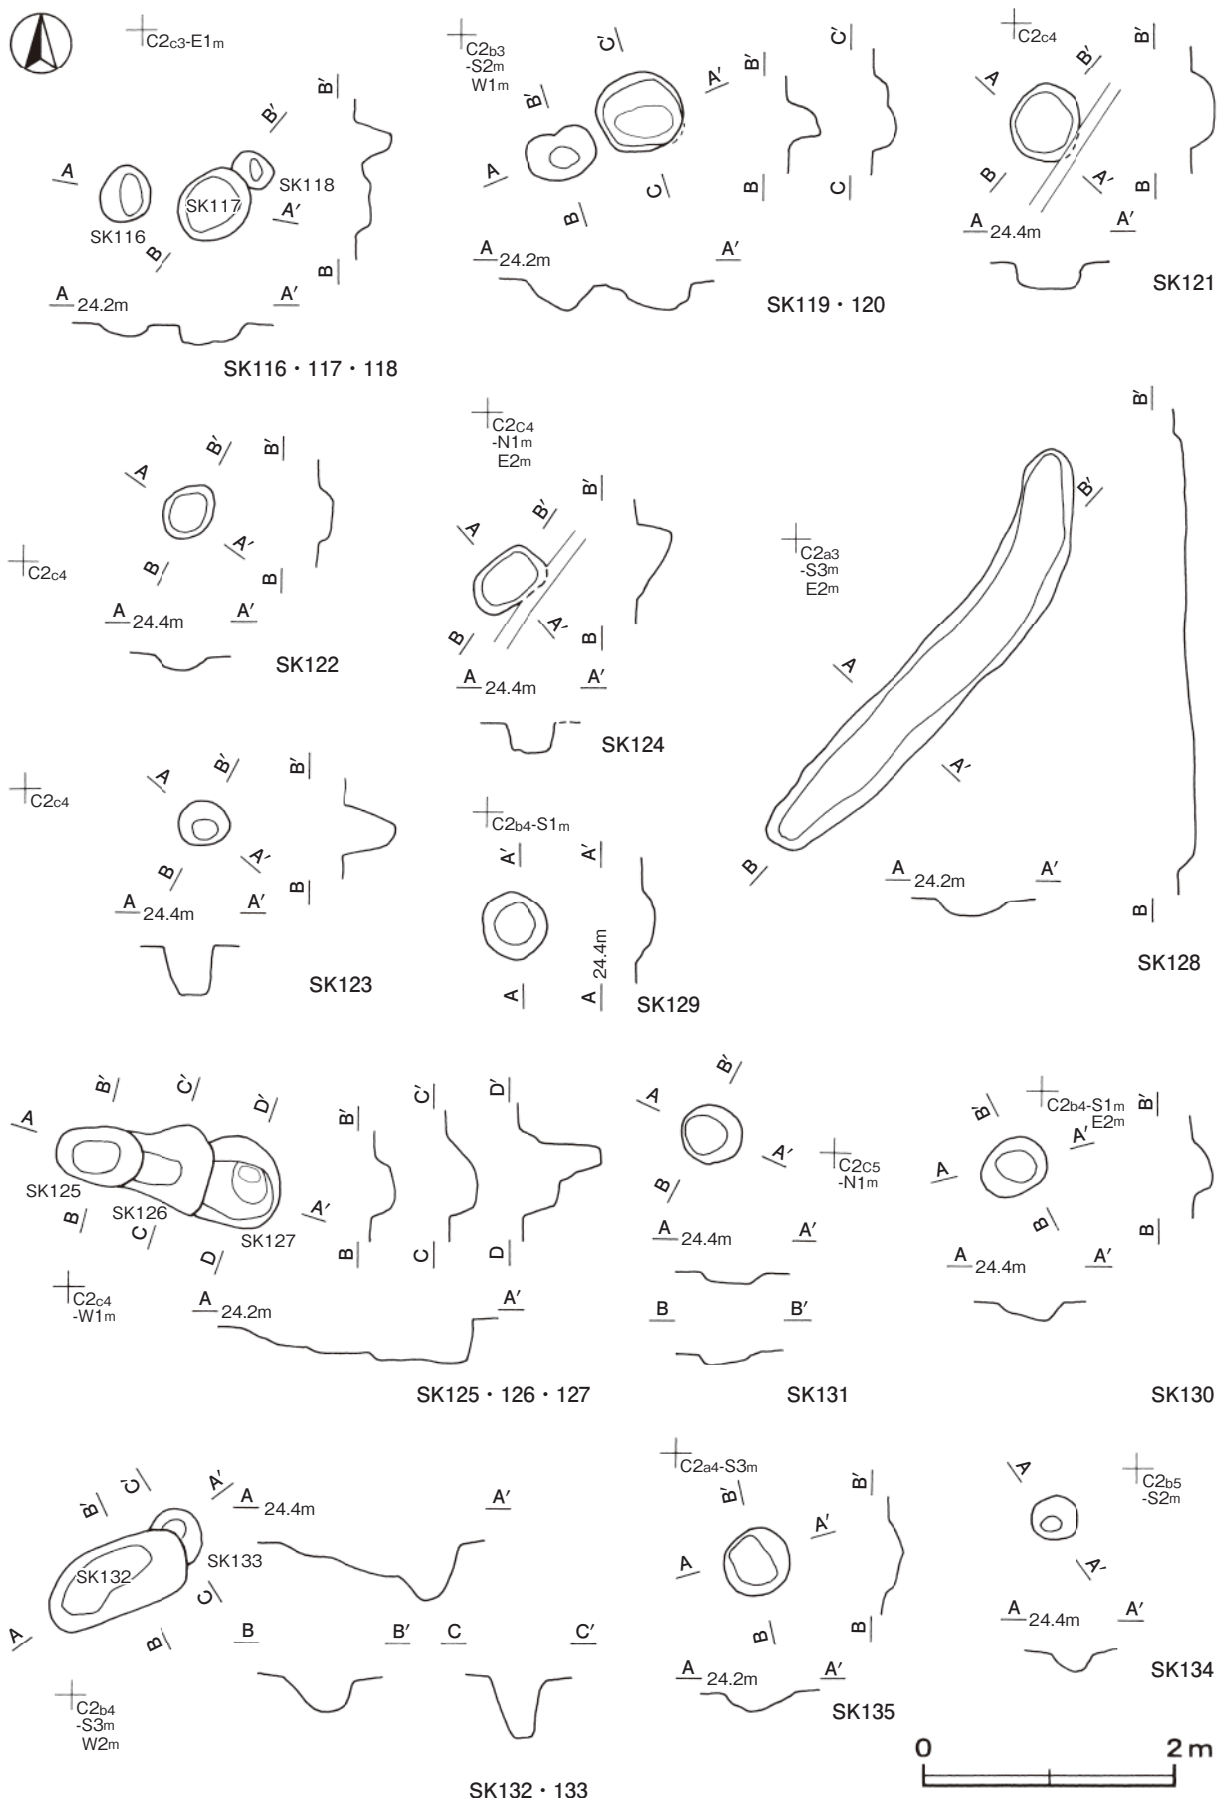 C2c3-E1m
B′
B′
A
SK118
SK117
A′
SK116
B
B
A 24.2m A′
SK116・117・118
C2b3
-S2m
W1m
C′
A′
B′
C′
B′
A
C
B
B
C
A 24.2m A′
SK119・120
C2c4
B′
B′
A
B
A′
B
A 24.4m A′
SK121
B′
B′
A
A′
C2c4
B
B
A 24.4m A′
SK122
C2C4
-N1m
E2m
B′
B′
A
B
A′
B
A 24.4m A′
SK124
B′
B′
C2a3
-S3m
E2m
A
A′
B
A 24.2m A′
B
SK128
C2c4
A
B′
B′
A′
B
B
A 24.4m A′
SK123
C2b4-S1m
A′
A′
24.4m
A
A
SK129
B′
C′
D′
B′
C′
D′
A
SK125
SK126
SK127
B
C
D
A′
B
C
D
C2c4
-W1m
A 24.2m A′
SK125・126・127
B′
A
A′
C2C5
-N1m
B
A 24.4m A′
B B′
SK131
C2b4-S1m
E2m
B′
B′
A′
A
B
B
A 24.4m A′
SK130
B′
C′
A′
A 24.4m A′
SK133
SK132
C
A
B
B B′ C C′
C2b4
-S3m
W2m
SK132・133
C2a4-S3m
B′
B′
A′
A
B
B
A 24.2m A′
SK135
A
C2b5
-S2m
A′
A 24.4m A′
SK134
0 2m